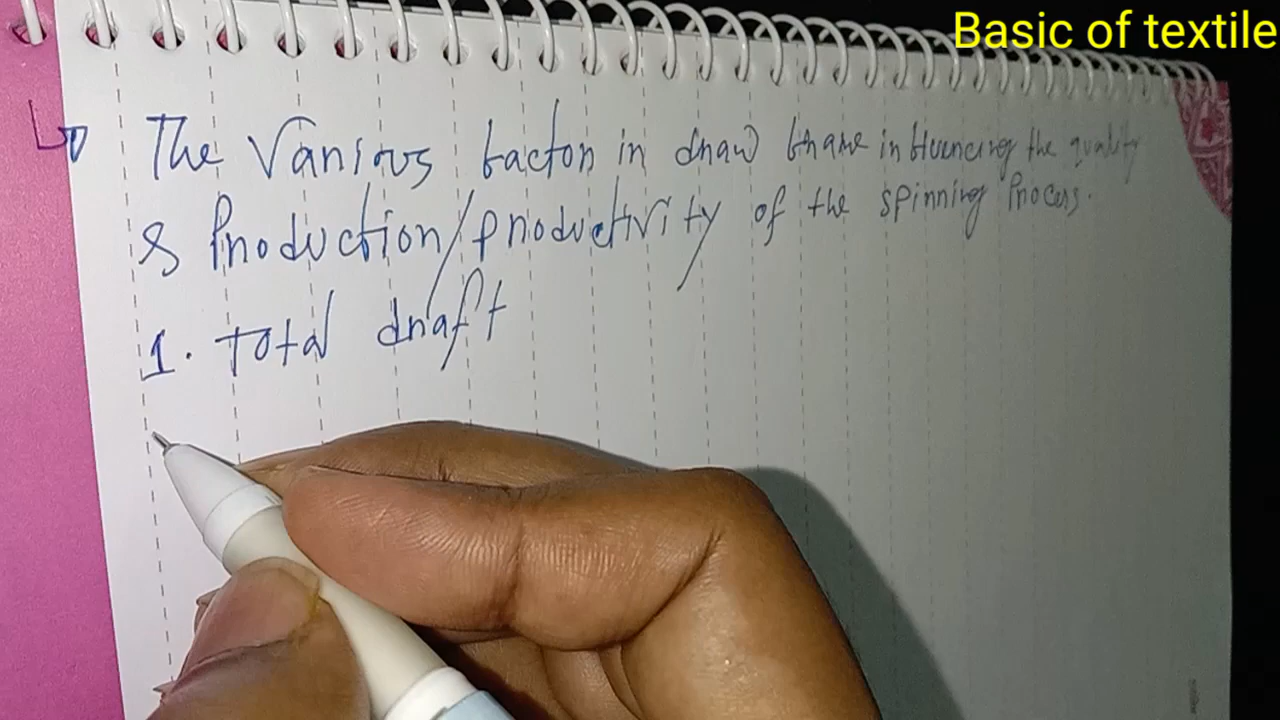 Basic of textile
The Various factor in draw frame influencing the quality
& Production/productivity of the spinning Process.
1. Total draft